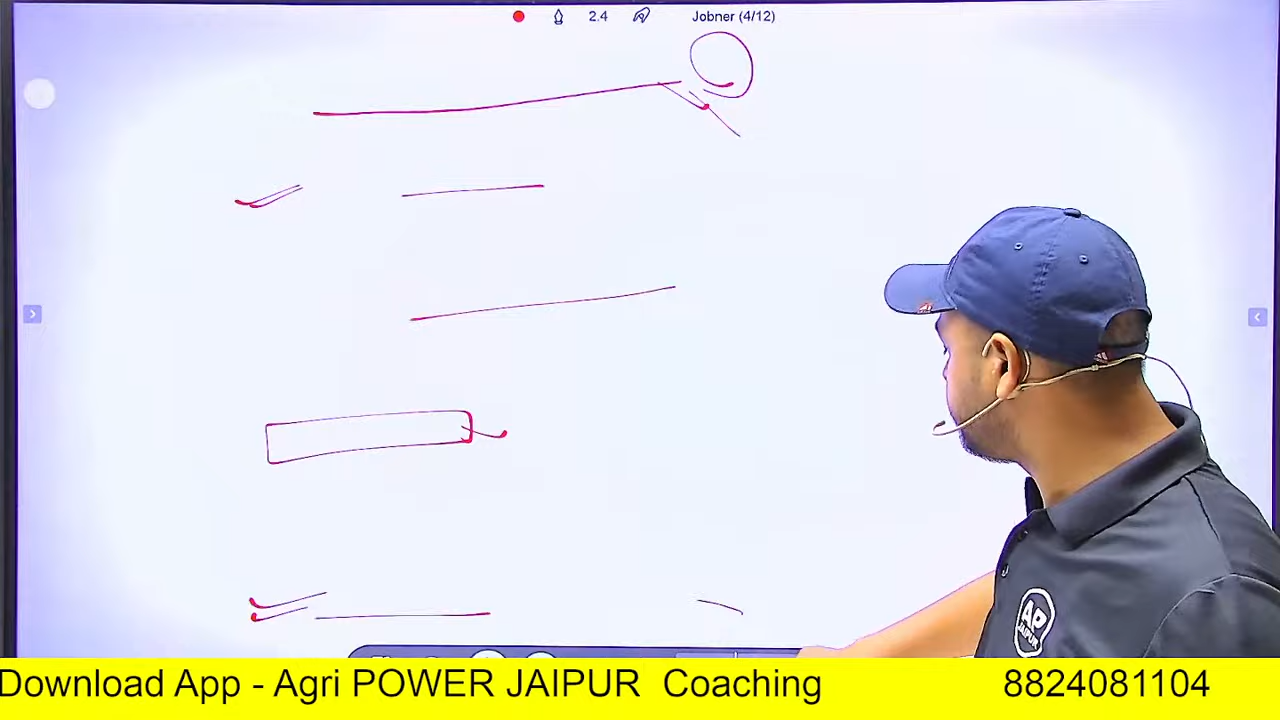 2.4 Jobner (4/12)
AP
JAIPUR
Download App - Agri POWER JAIPUR Coaching 8824081104